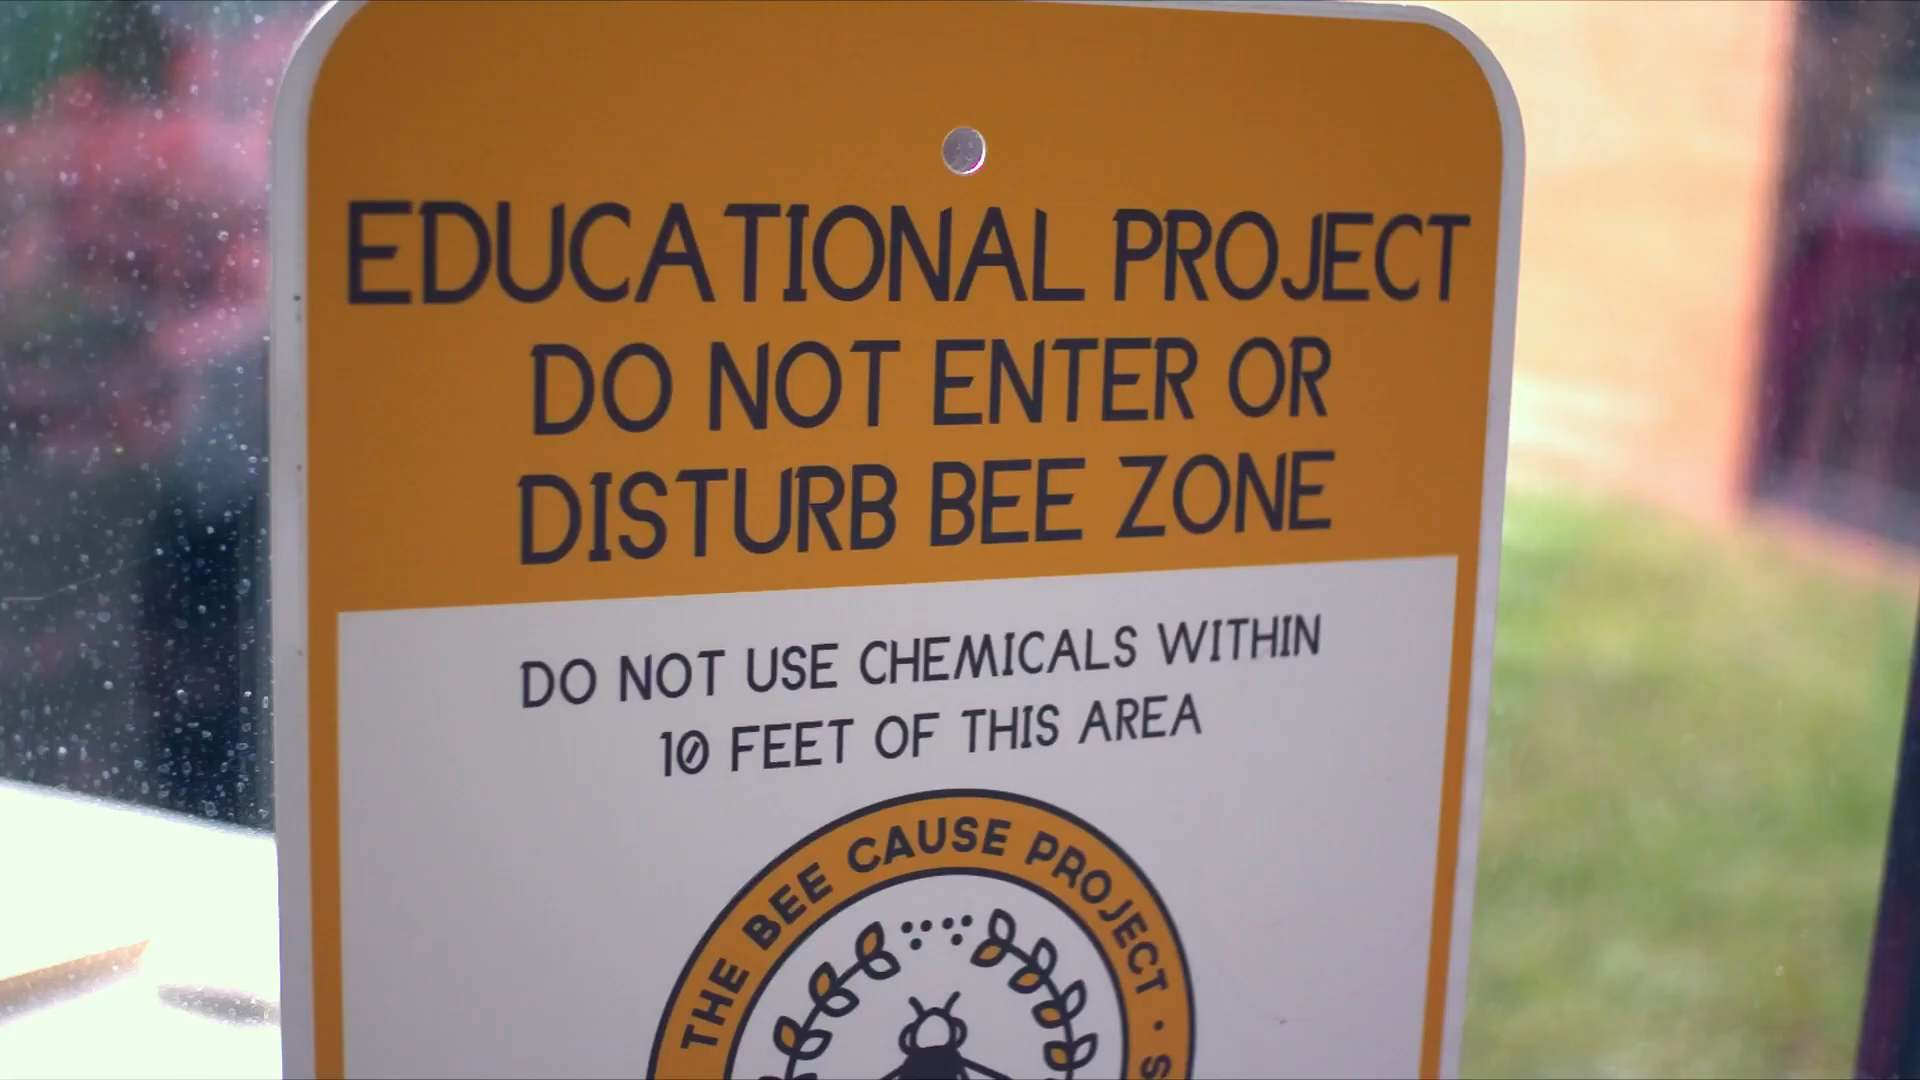 EDUCATIONAL PROJECT
DO NOT ENTER OR
DISTURB BEE ZONE
DO NOT USE CHEMICALS WITHIN
10 FEET OF THIS AREA
THE BEE CAUSE PROJECT ·